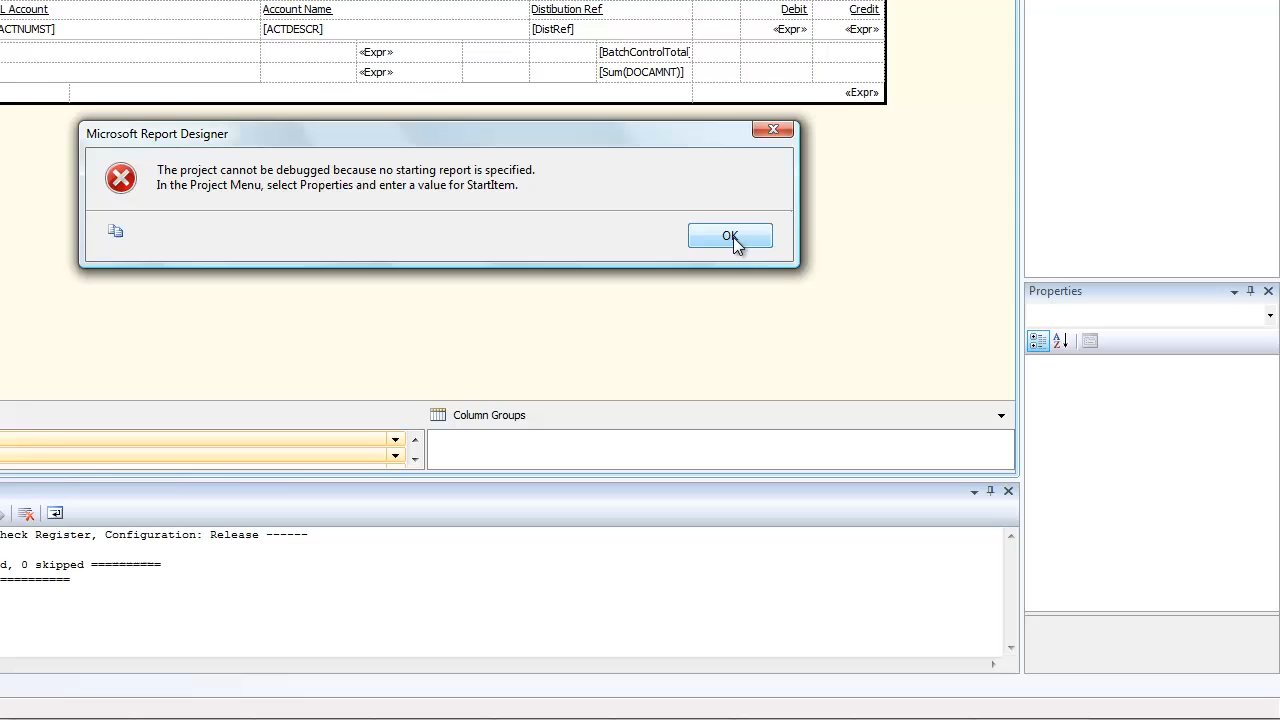 L Account Account Name Distibution Ref Debit Credit
ACTNUMST] [ACTDESCR] [DistRef] «Expr» «Expr»
«Expr» [BatchControlTotal]
«Expr» [Sum(DOCAMNT)]
«Expr»
Microsoft Report Designer
The project cannot be debugged because no starting report is specified.
In the Project Menu, select Properties and enter a value for StartItem.
OK
Properties
Column Groups
heck Register, Configuration: Release ------
d, 0 skipped ==========
==========